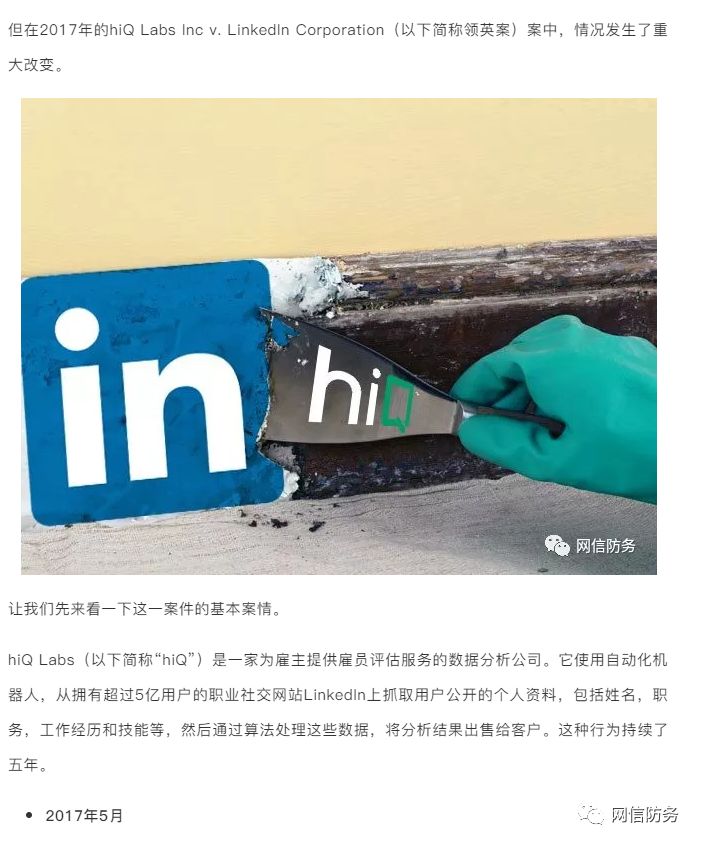 但在2017年的hiQ Labs Inc v. LinkedIn Corporation（以下简称领英案）案中，情况发生了重
大改变。
in
hiQ
网信防务
让我们先来看一下这一案件的基本案情。
hiQ Labs（以下简称“hiQ”）是一家为雇主提供雇员评估服务的数据分析公司。它使用自动化机
器人，从拥有超过5亿用户的职业社交网站LinkedIn上抓取用户公开的个人资料，包括姓名，职
务，工作经历和技能等，然后通过算法处理这些数据，将分析结果出售给客户。这种行为持续了
五年。
2017年5月
网信防务